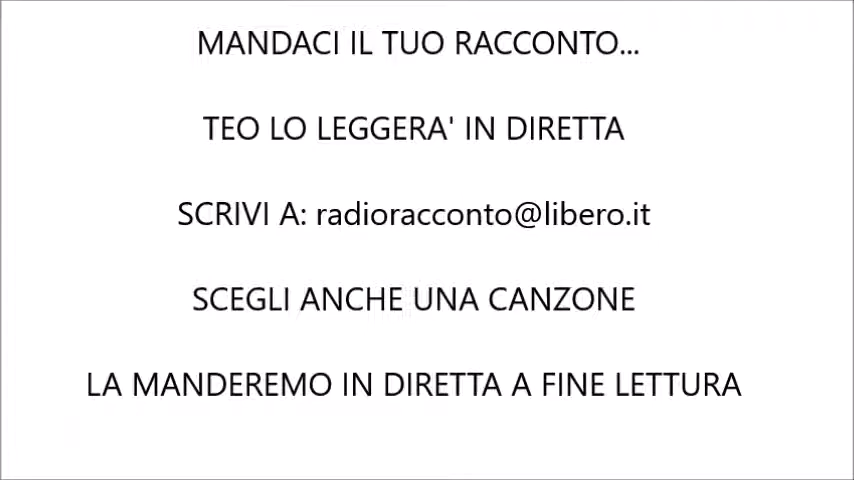 MANDACI IL TUO RACCONTO...
TEO LO LEGGERA' IN DIRETTA
SCRIVI A: radioracconto@libero.it
SCEGLI ANCHE UNA CANZONE
LA MANDEREMO IN DIRETTA A FINE LETTURA